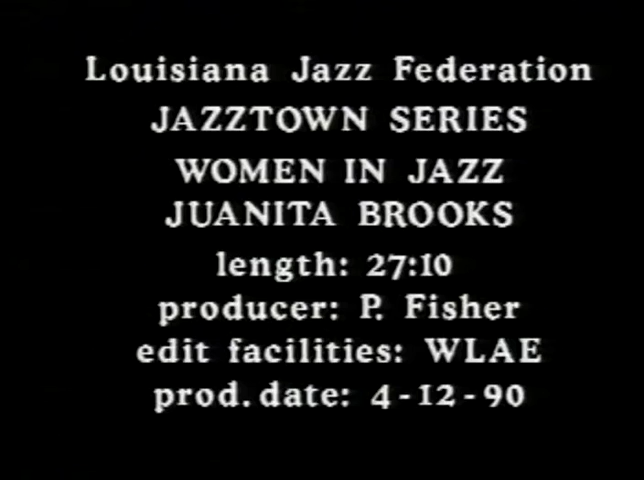 Louisiana Jazz Federation
JAZZTOWN SERIES
WOMEN IN JAZZ
JUANITA BROOKS
length: 27:10
producer: P. Fisher
edit facilities: WLAE
prod. date: 4-12-90